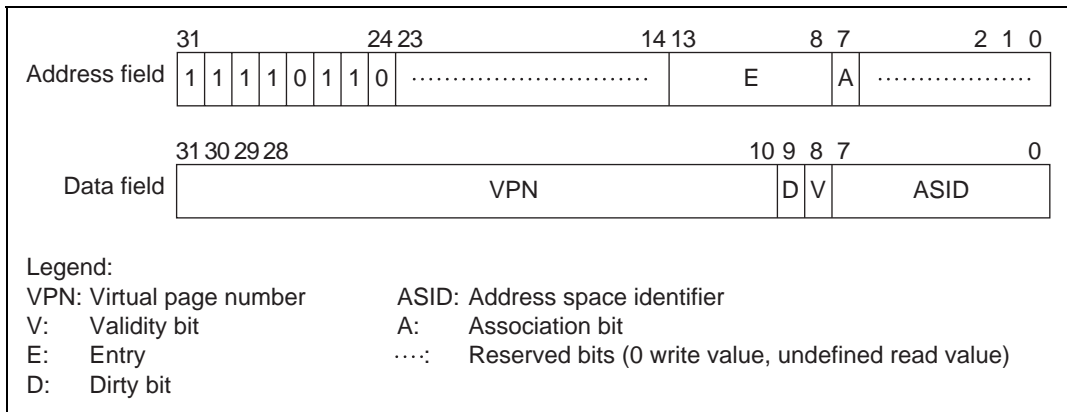 31 24 23 14 13 8 7 2 1 0
Address field 1 1 1 1 0 1 1 0 ............................ E A ...................
31 30 29 28 10 9 8 7 0
Data field VPN D V ASID
Legend:
VPN: Virtual page number ASID: Address space identifier
V: Validity bit A: Association bit
E: Entry ····: Reserved bits (0 write value, undefined read value)
D: Dirty bit